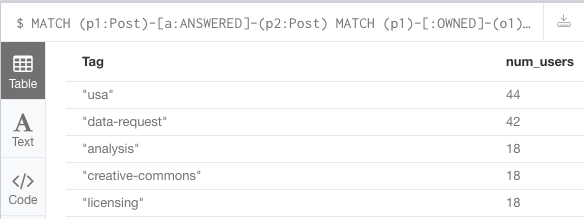 $ MATCH (p1:Post)-[a:ANSWERED]-(p2:Post) MATCH (p1)-[:OWNED]-(o1)…
Table
Text
Code
Tag num_users
"usa" 44
"data-request" 42
"analysis" 18
"creative-commons" 18
"licensing" 18